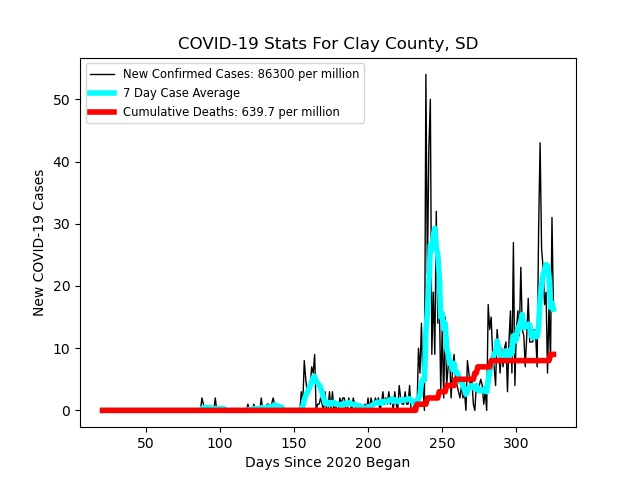 COVID-19 Stats For Clay County, SD
New Confirmed Cases: 86300 per million
7 Day Case Average
Cumulative Deaths: 639.7 per million
New COVID-19 Cases
50
40
30
20
10
0
50 100 150 200 250 300
Days Since 2020 Began